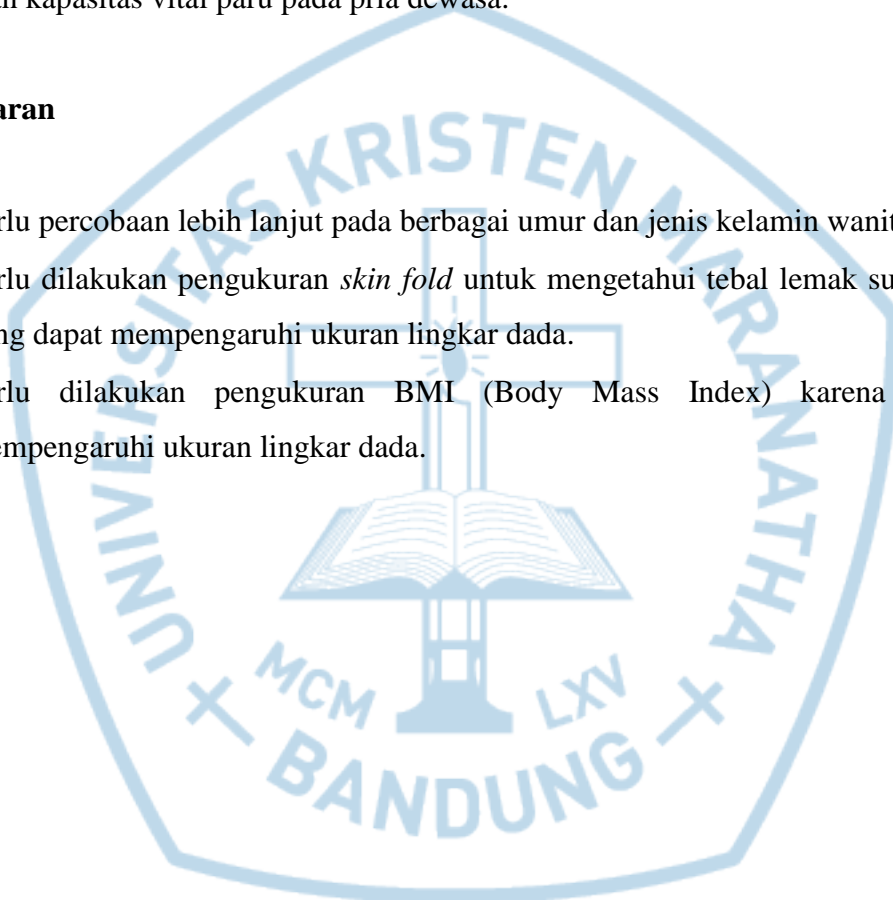 kapasitas vital paru pada pria dewasa.
aran
rlu percobaan lebih lanjut pada berbagai umur dan jenis kelamin wanit
rlu dilakukan pengukuran skin fold untuk mengetahui tebal lemak su
ng dapat mempengaruhi ukuran lingkar dada.
rlu dilakukan pengukuran BMI (Body Mass Index) karena
empengaruhi ukuran lingkar dada.
UNIVERSITAS KRISTEN MARANATHA
MCM LXV
BANDUNG